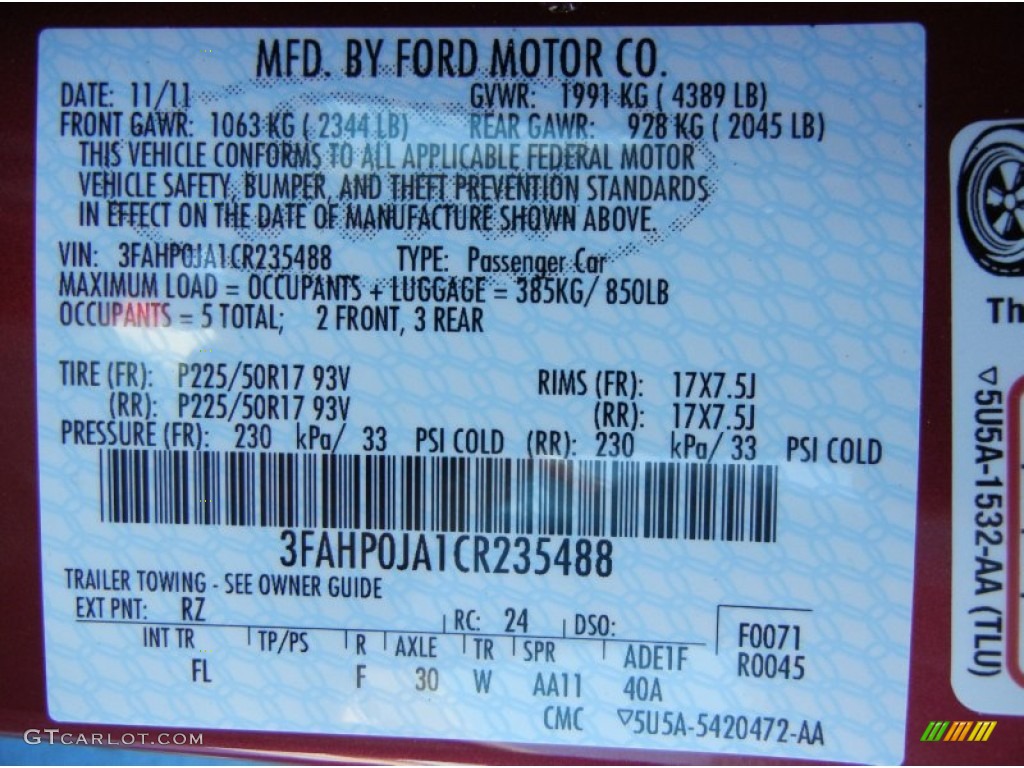 MFD. BY FORD MOTOR CO.
DATE: 11/11 GVWR: 1991 KG ( 4389 LB)
FRONT GAWR: 1063 KG ( 2344 LB) REAR GAWR: 928 KG ( 2045 LB)
THIS VEHICLE CONFORMS TO ALL APPLICABLE FEDERAL MOTOR
VEHICLE SAFETY, BUMPER, AND THEFT PREVENTION STANDARDS
IN EFFECT ON THE DATE OF MANUFACTURE SHOWN ABOVE.
VIN: 3FAHP0JA1CR235488 TYPE: Passenger Car
MAXIMUM LOAD = OCCUPANTS + LUGGAGE = 385KG/ 850LB
OCCUPANTS = 5 TOTAL; 2 FRONT, 3 REAR
TIRE (FR): P225/50R17 93V RIMS (FR): 17X7.5J
(RR): P225/50R17 93V (RR): 17X7.5J
PRESSURE (FR): 230 kPa/ 33 PSI COLD (RR): 230 kPa/ 33 PSI COLD
3FAHP0JA1CR235488
TRAILER TOWING - SEE OWNER GUIDE
EXT PNT: RZ RC: 24 DSO: F0071
INT TR TP/PS R AXLE TR SPR ADE1F R0045
FL F 30 W AA11 40A
CMC ▽5U5A-5420472-AA
Th
▽5U5A-1532-AA (TLU)
GTCARLOT.COM